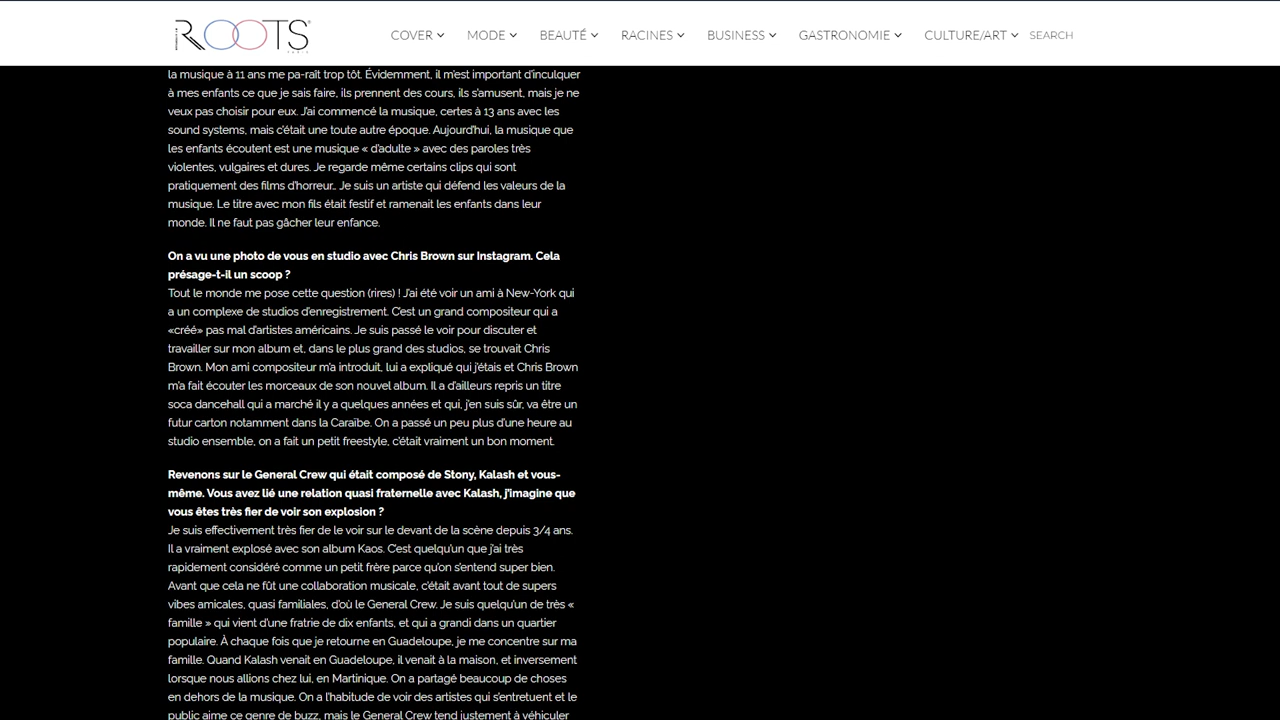 ROOTS
COVER MODE BEAUTÉ RACINES BUSINESS GASTRONOMIE CULTURE/ART SEARCH
la musique à 11 ans me pa-raît trop tôt. Évidemment, il m'est important d'inculquer
à mes enfants ce que je sais faire, ils prennent des cours, ils s'amusent, mais je ne
veux pas choisir pour eux. J'ai commencé la musique, certes à 13 ans avec les
sound systems, mais c'était une toute autre époque. Aujourd'hui, la musique que
les enfants écoutent est une musique « d'adulte » avec des paroles très
violentes, vulgaires et dures. Je regarde même certains clips qui sont
pratiquement des films d'horreur… Je suis un artiste qui défend les valeurs de la
musique. Le titre avec mon fils était festif et ramenait les enfants dans leur
monde. Il ne faut pas gâcher leur enfance.
On a vu une photo de vous en studio avec Chris Brown sur Instagram. Cela
présage-t-il un scoop ?
Tout le monde me pose cette question (rires) ! J'ai été voir un ami à New-York qui
a un complexe de studios d'enregistrement. C'est un grand compositeur qui a
«créé» pas mal d'artistes américains. Je suis passé le voir pour discuter et
travailler sur mon album et, dans le plus grand des studios, se trouvait Chris
Brown. Mon ami compositeur m'a introduit, lui a expliqué qui j'étais et Chris Brown
m'a fait écouter les morceaux de son nouvel album. Il a d'ailleurs repris un titre
soca dancehall qui a marché il y a quelques années et qui, j'en suis sûr, va être un
futur carton notamment dans la Caraïbe. On a passé un peu plus d'une heure au
studio ensemble, on a fait un petit freestyle, c'était vraiment un bon moment.
Revenons sur le General Crew qui était composé de Stony, Kalash et vous-
même. Vous avez lié une relation quasi fraternelle avec Kalash, j'imagine que
vous êtes très fier de voir son explosion ?
Je suis effectivement très fier de le voir sur le devant de la scène depuis 3/4 ans.
Il a vraiment explosé avec son album Kaos. C'est quelqu'un que j'ai très
rapidement considéré comme un petit frère parce qu'on s'entend super bien.
Avant que cela ne fût une collaboration musicale, c'était avant tout de supers
vibes amicales, quasi familiales, d'où le General Crew. Je suis quelqu'un de très «
famille » qui vient d'une fratrie de dix enfants, et qui a grandi dans un quartier
populaire. À chaque fois que je retourne en Guadeloupe, je me concentre sur ma
famille. Quand Kalash venait en Guadeloupe, il venait à la maison, et inversement
lorsque nous allions chez lui, en Martinique. On a partagé beaucoup de choses
en dehors de la musique. On a l'habitude de voir des artistes qui s'entretuent et le
public aime ce genre de buzz, mais le General Crew tend justement à véhiculer